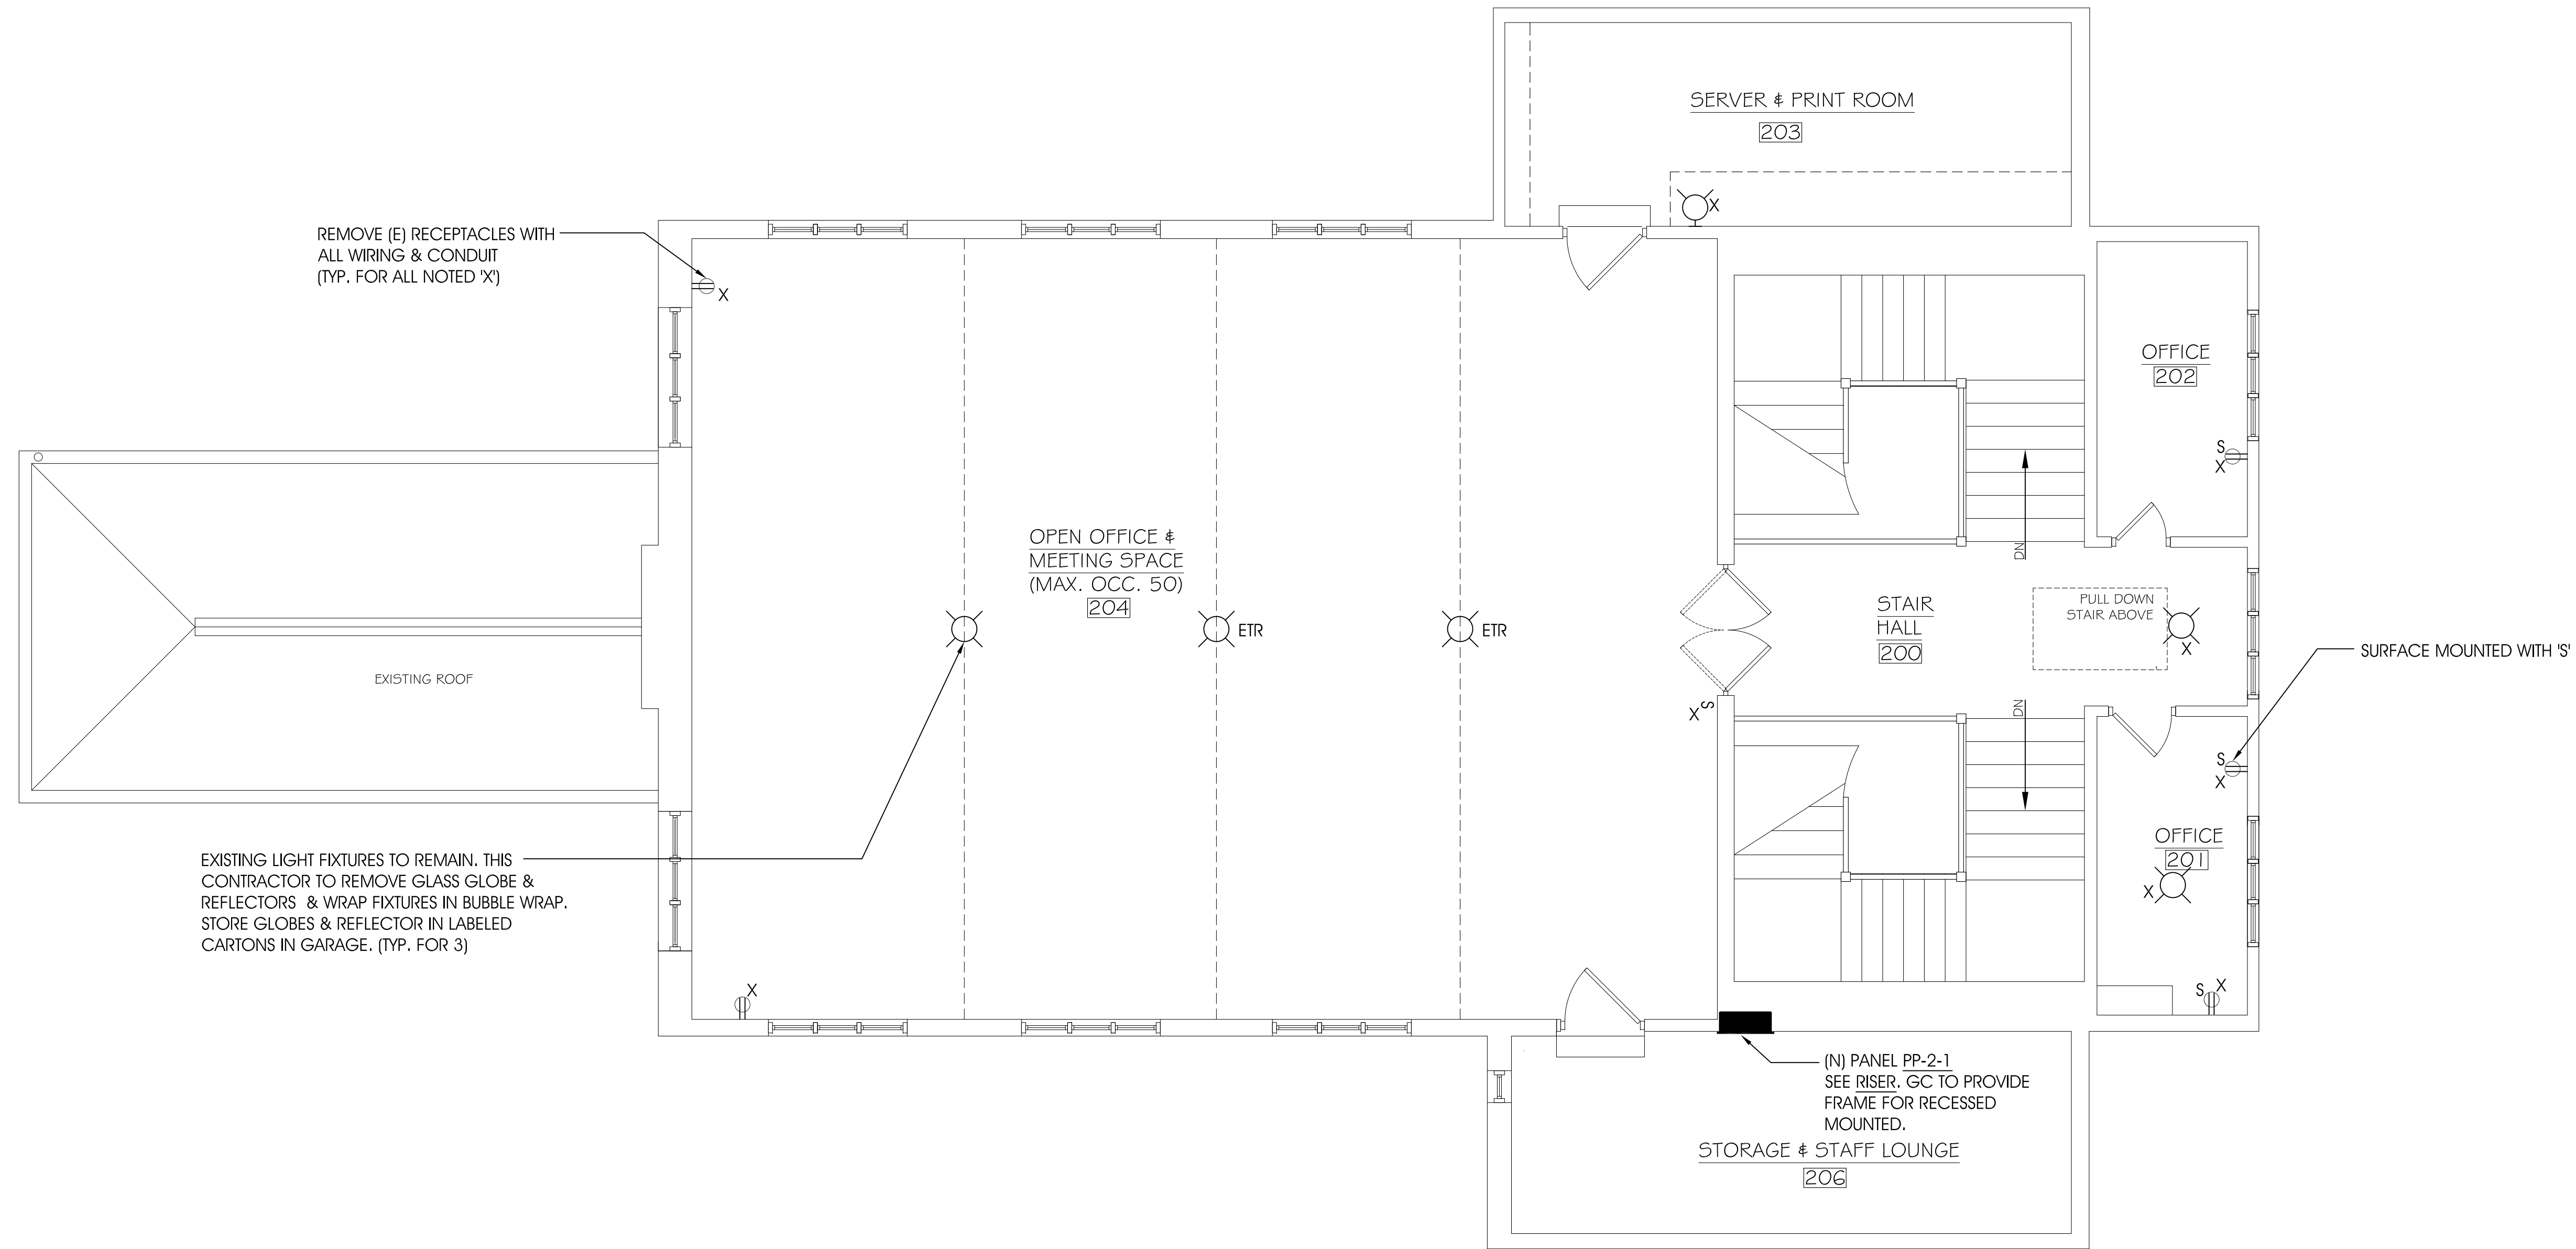 SERVER & PRINT ROOM
203
REMOVE (E) RECEPTACLES WITH
ALL WIRING & CONDUIT
(TYP. FOR ALL NOTED 'X')
X
X
OFFICE
202
S
X
OPEN OFFICE &
MEETING SPACE
(MAX. OCC. 50)
204
ETR
ETR
DN
STAIR
HALL
200
PULL DOWN
STAIR ABOVE
X
SURFACE MOUNTED WITH 'S'
EXISTING ROOF
X S
DN
S
X
OFFICE
201
X
EXISTING LIGHT FIXTURES TO REMAIN. THIS
CONTRACTOR TO REMOVE GLASS GLOBE &
REFLECTORS & WRAP FIXTURES IN BUBBLE WRAP.
STORE GLOBES & REFLECTOR IN LABELED
CARTONS IN GARAGE. (TYP. FOR 3)
X
S X
(N) PANEL PP-2-1
SEE RISER. GC TO PROVIDE
FRAME FOR RECESSED
MOUNTED.
STORAGE & STAFF LOUNGE
206